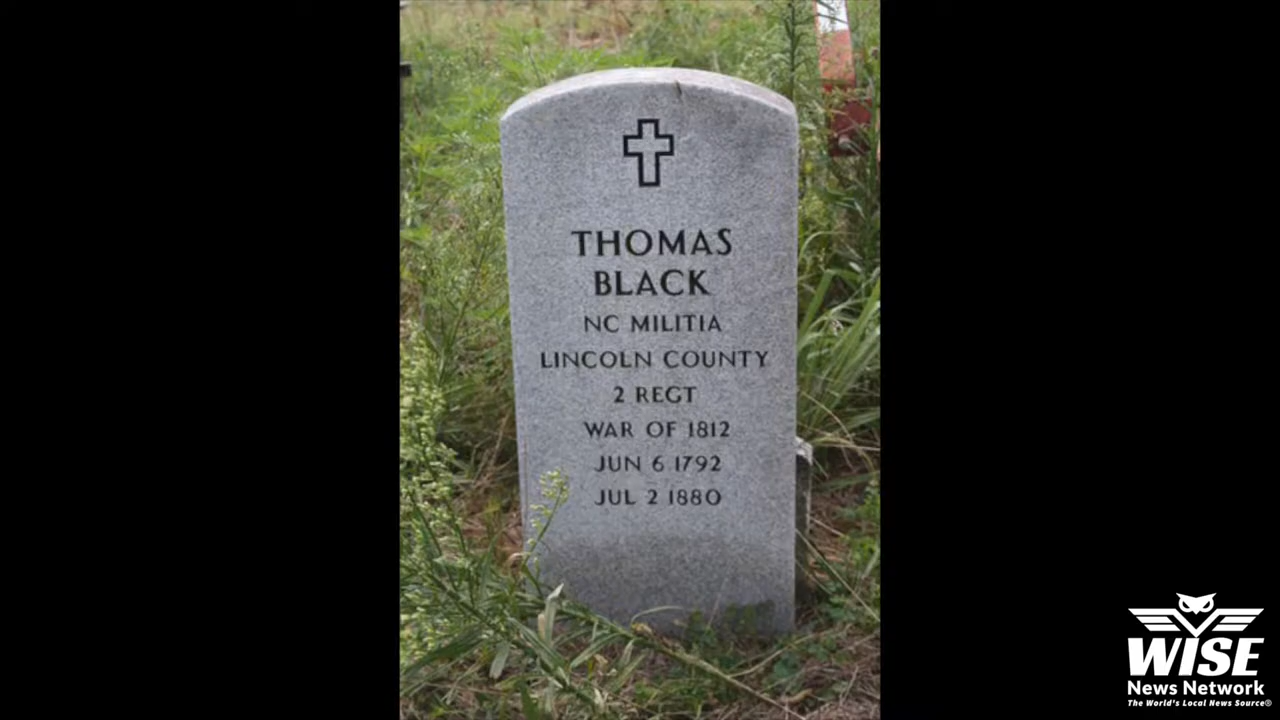 THOMAS
BLACK
NC MILITIA
LINCOLN COUNTY
2 REGT
WAR OF 1812
JUN 6 1792
JUL 2 1880
WISE
News Network
The World's Local News Source®